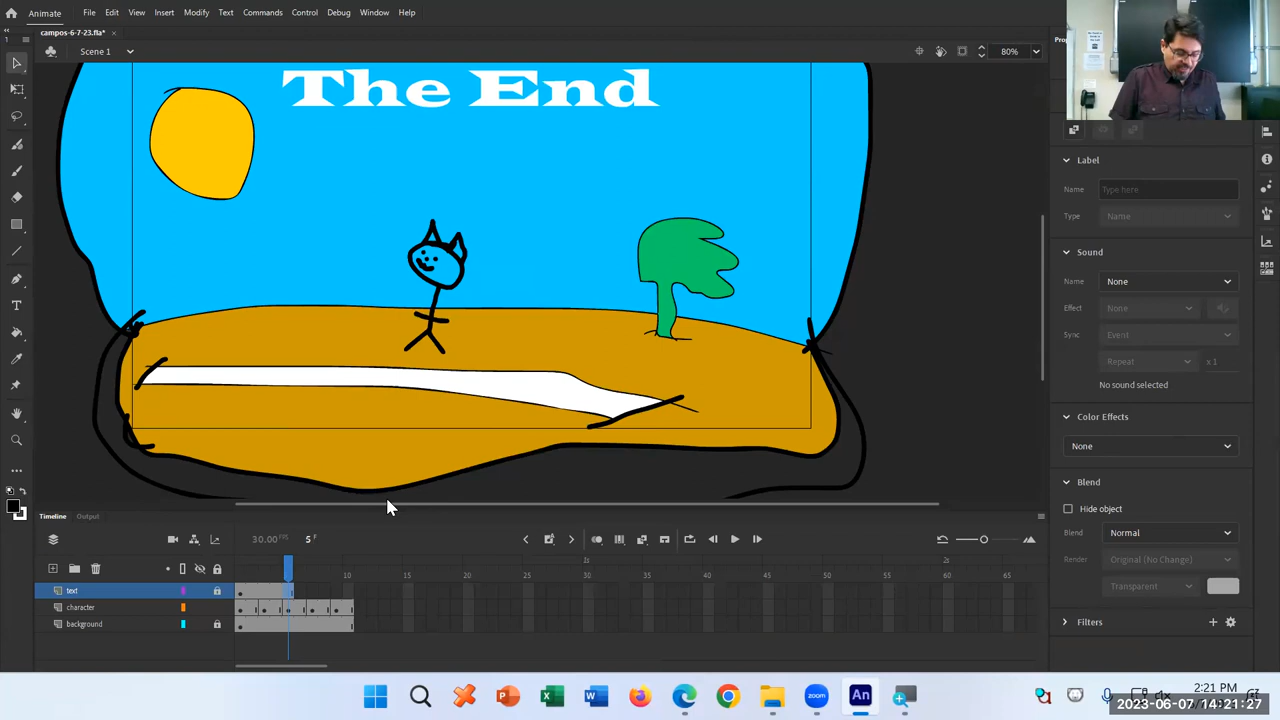 Animate File Edit View Insert Modify Text Commands Control Debug Window Help
campos-6-7-23.fla* ×
Scene 1 80%
The End
Label
Name Type here
Type Name
Sound
Name None
Effect None
Sync Event
Repeat x 1
No sound selected
Color Effects
None
Blend
Hide object
Blend Normal
Render Original (No Change)
Transparent
Filters
Timeline Output
30.00 FPS 5 F
1s 2s
10 15 20 25 30 35 40 45 50 55 60 65
text
character
background
2:21 PM
2023-06-07 14:21:27